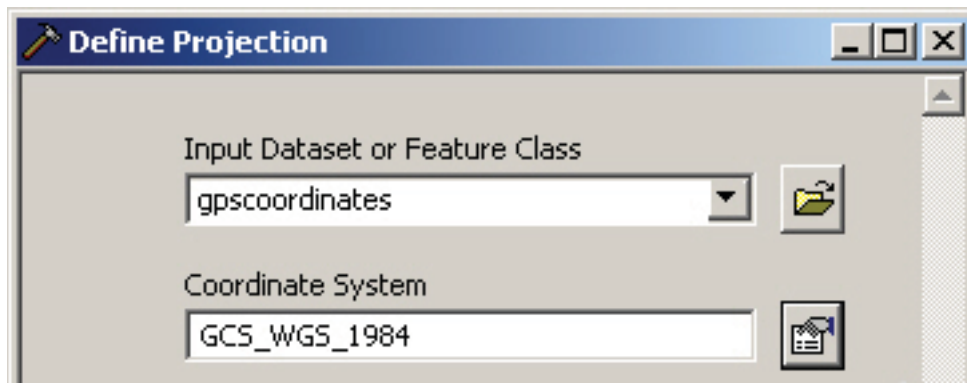 Define Projection
Input Dataset or Feature Class
gpscoordinates
Coordinate System
GCS_WGS_1984